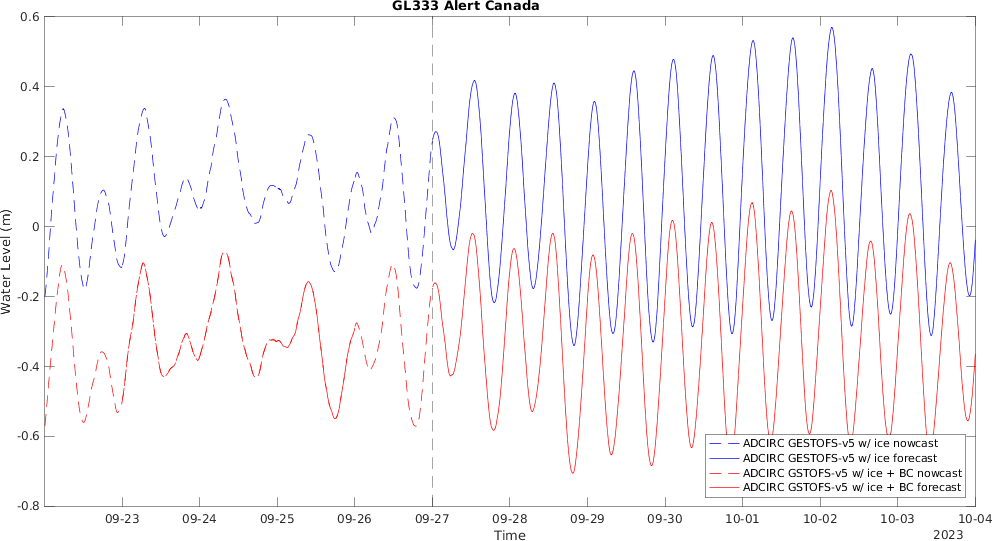 GL333 Alert Canada
0.6
0.4
0.2
0
-0.2
-0.4
-0.6
-0.8
Water Level (m)
ADCIRC GESTOFS-v5 w/ ice nowcast
ADCIRC GESTOFS-v5 w/ ice forecast
ADCIRC GSTOFS-v5 w/ ice + BC nowcast
ADCIRC GSTOFS-v5 w/ ice + BC forecast
09-23 09-24 09-25 09-26 09-27 09-28 09-29 09-30 10-01 10-02 10-03 10-04
Time
2023